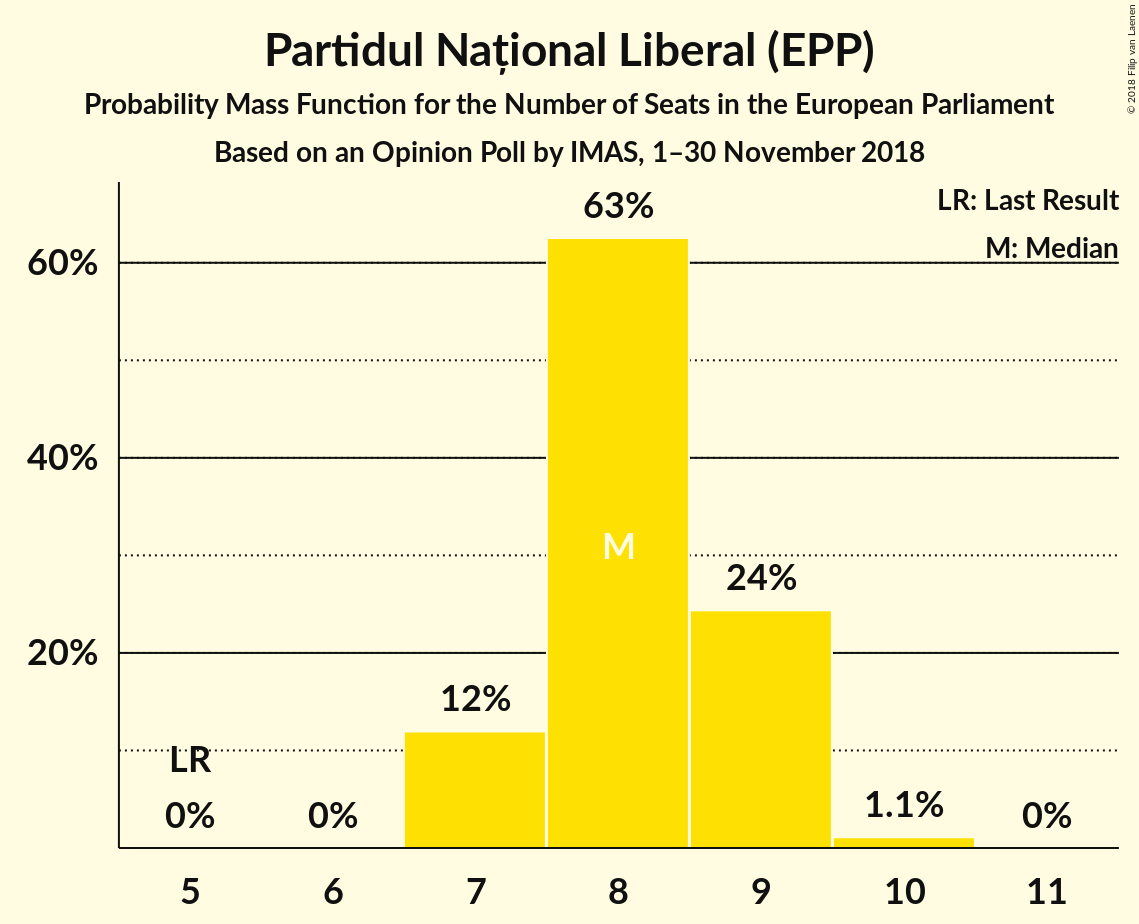 Partidul Național Liberal (EPP)
Probability Mass Function for the Number of Seats in the European Parliament
Based on an Opinion Poll by IMAS, 1–30 November 2018
© 2018 Filip van Laenen
LR: Last Result
M: Median
60%
40%
20%
63%
M
24%
12%
LR
0%
0%
1.1%
0%
5
6
7
8
9
10
11